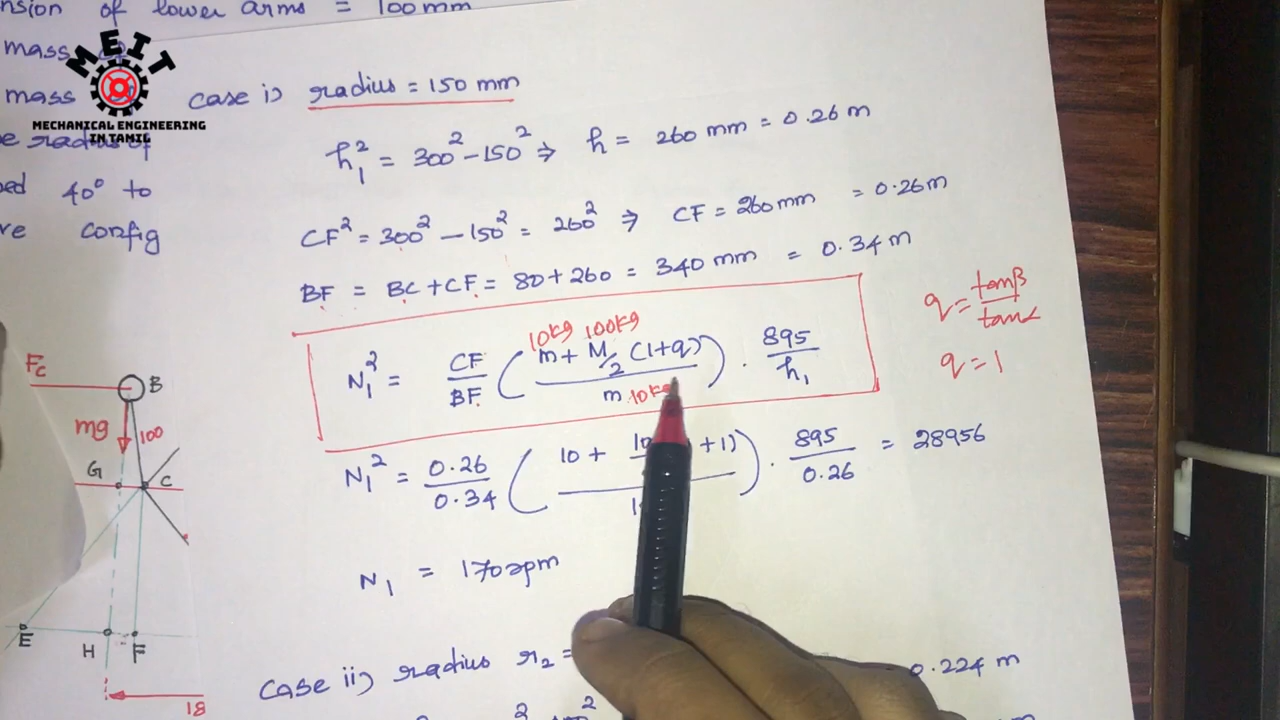 nsion of lower arms = 100mm
mass of
mass
MEIT
MECHANICAL ENGINEERING
IN TAMIL
40° to
config
case i) radius = 150 mm
h₁² = 300² - 150² ⇒ h = 260 mm = 0.26 m
CF² = 300² - 150² = 260² ⇒ CF = 260mm = 0.26m
BF = BC + CF = 80 + 260 = 340 mm = 0.34 m
10kg 100kg
N₁² = CF/BF (m + M/2 (1+q) / m) · 895/h₁
10kg
q = tanβ/tanα
q = 1
N₁² = 0.26/0.34 (10 + 10 +1) · 895/0.26 = 28956
N₁ = 170rpm
Case ii) radius r₂ = 0.224 m
Fc
B
mg
100
G
C
E
H
F
18